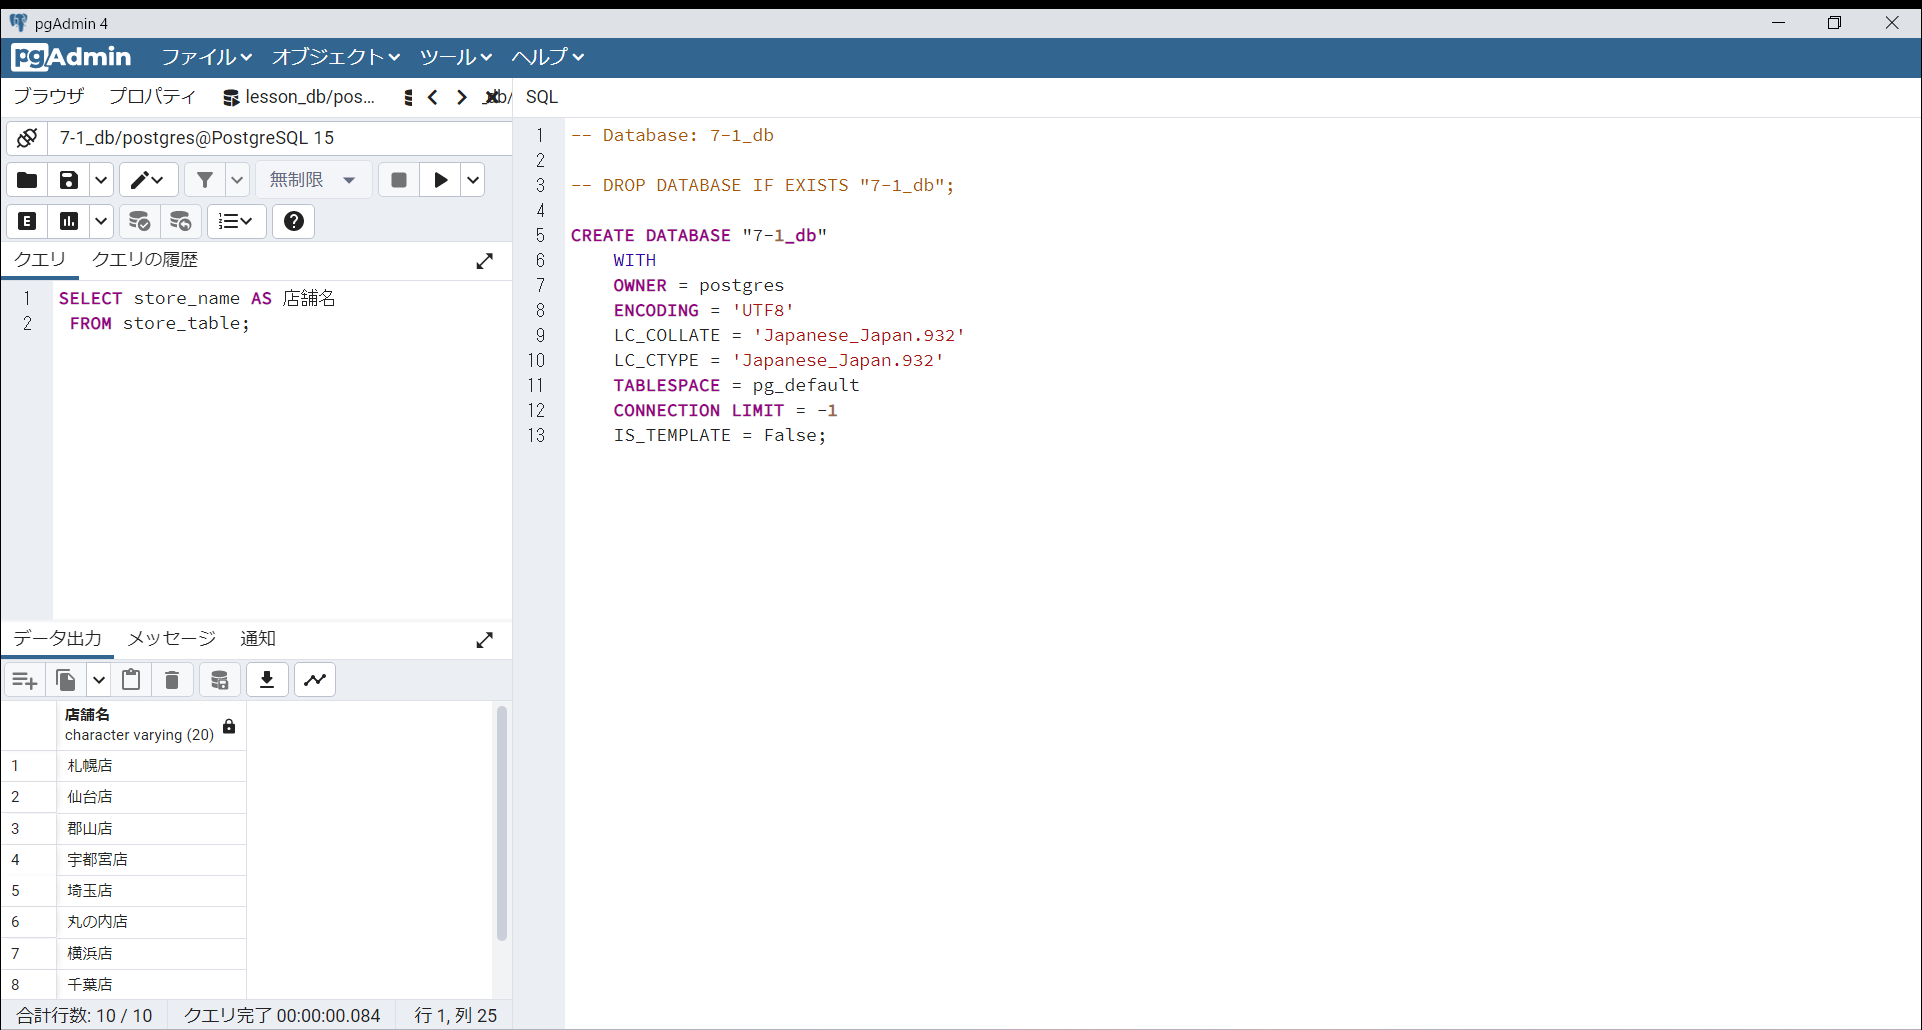 pgAdmin 4
pgAdmin ファイル オブジェクト ツール ヘルプ
ブラウザ プロパティ lesson_db/pos... SQL
7-1_db/postgres@PostgreSQL 15
無制限
E
クエリ クエリの履歴
1 SELECT store_name AS 店舗名
2 FROM store_table;
データ出力 メッセージ 通知
店舗名
character varying (20)
1 札幌店
2 仙台店
3 郡山店
4 宇都宮店
5 埼玉店
6 丸の内店
7 横浜店
8 千葉店
合計行数: 10 / 10 クエリ完了 00:00:00.084 行 1, 列 25
1 -- Database: 7-1_db
2
3 -- DROP DATABASE IF EXISTS "7-1_db";
4
5 CREATE DATABASE "7-1_db"
6 WITH
7 OWNER = postgres
8 ENCODING = 'UTF8'
9 LC_COLLATE = 'Japanese_Japan.932'
10 LC_CTYPE = 'Japanese_Japan.932'
11 TABLESPACE = pg_default
12 CONNECTION LIMIT = -1
13 IS_TEMPLATE = False;